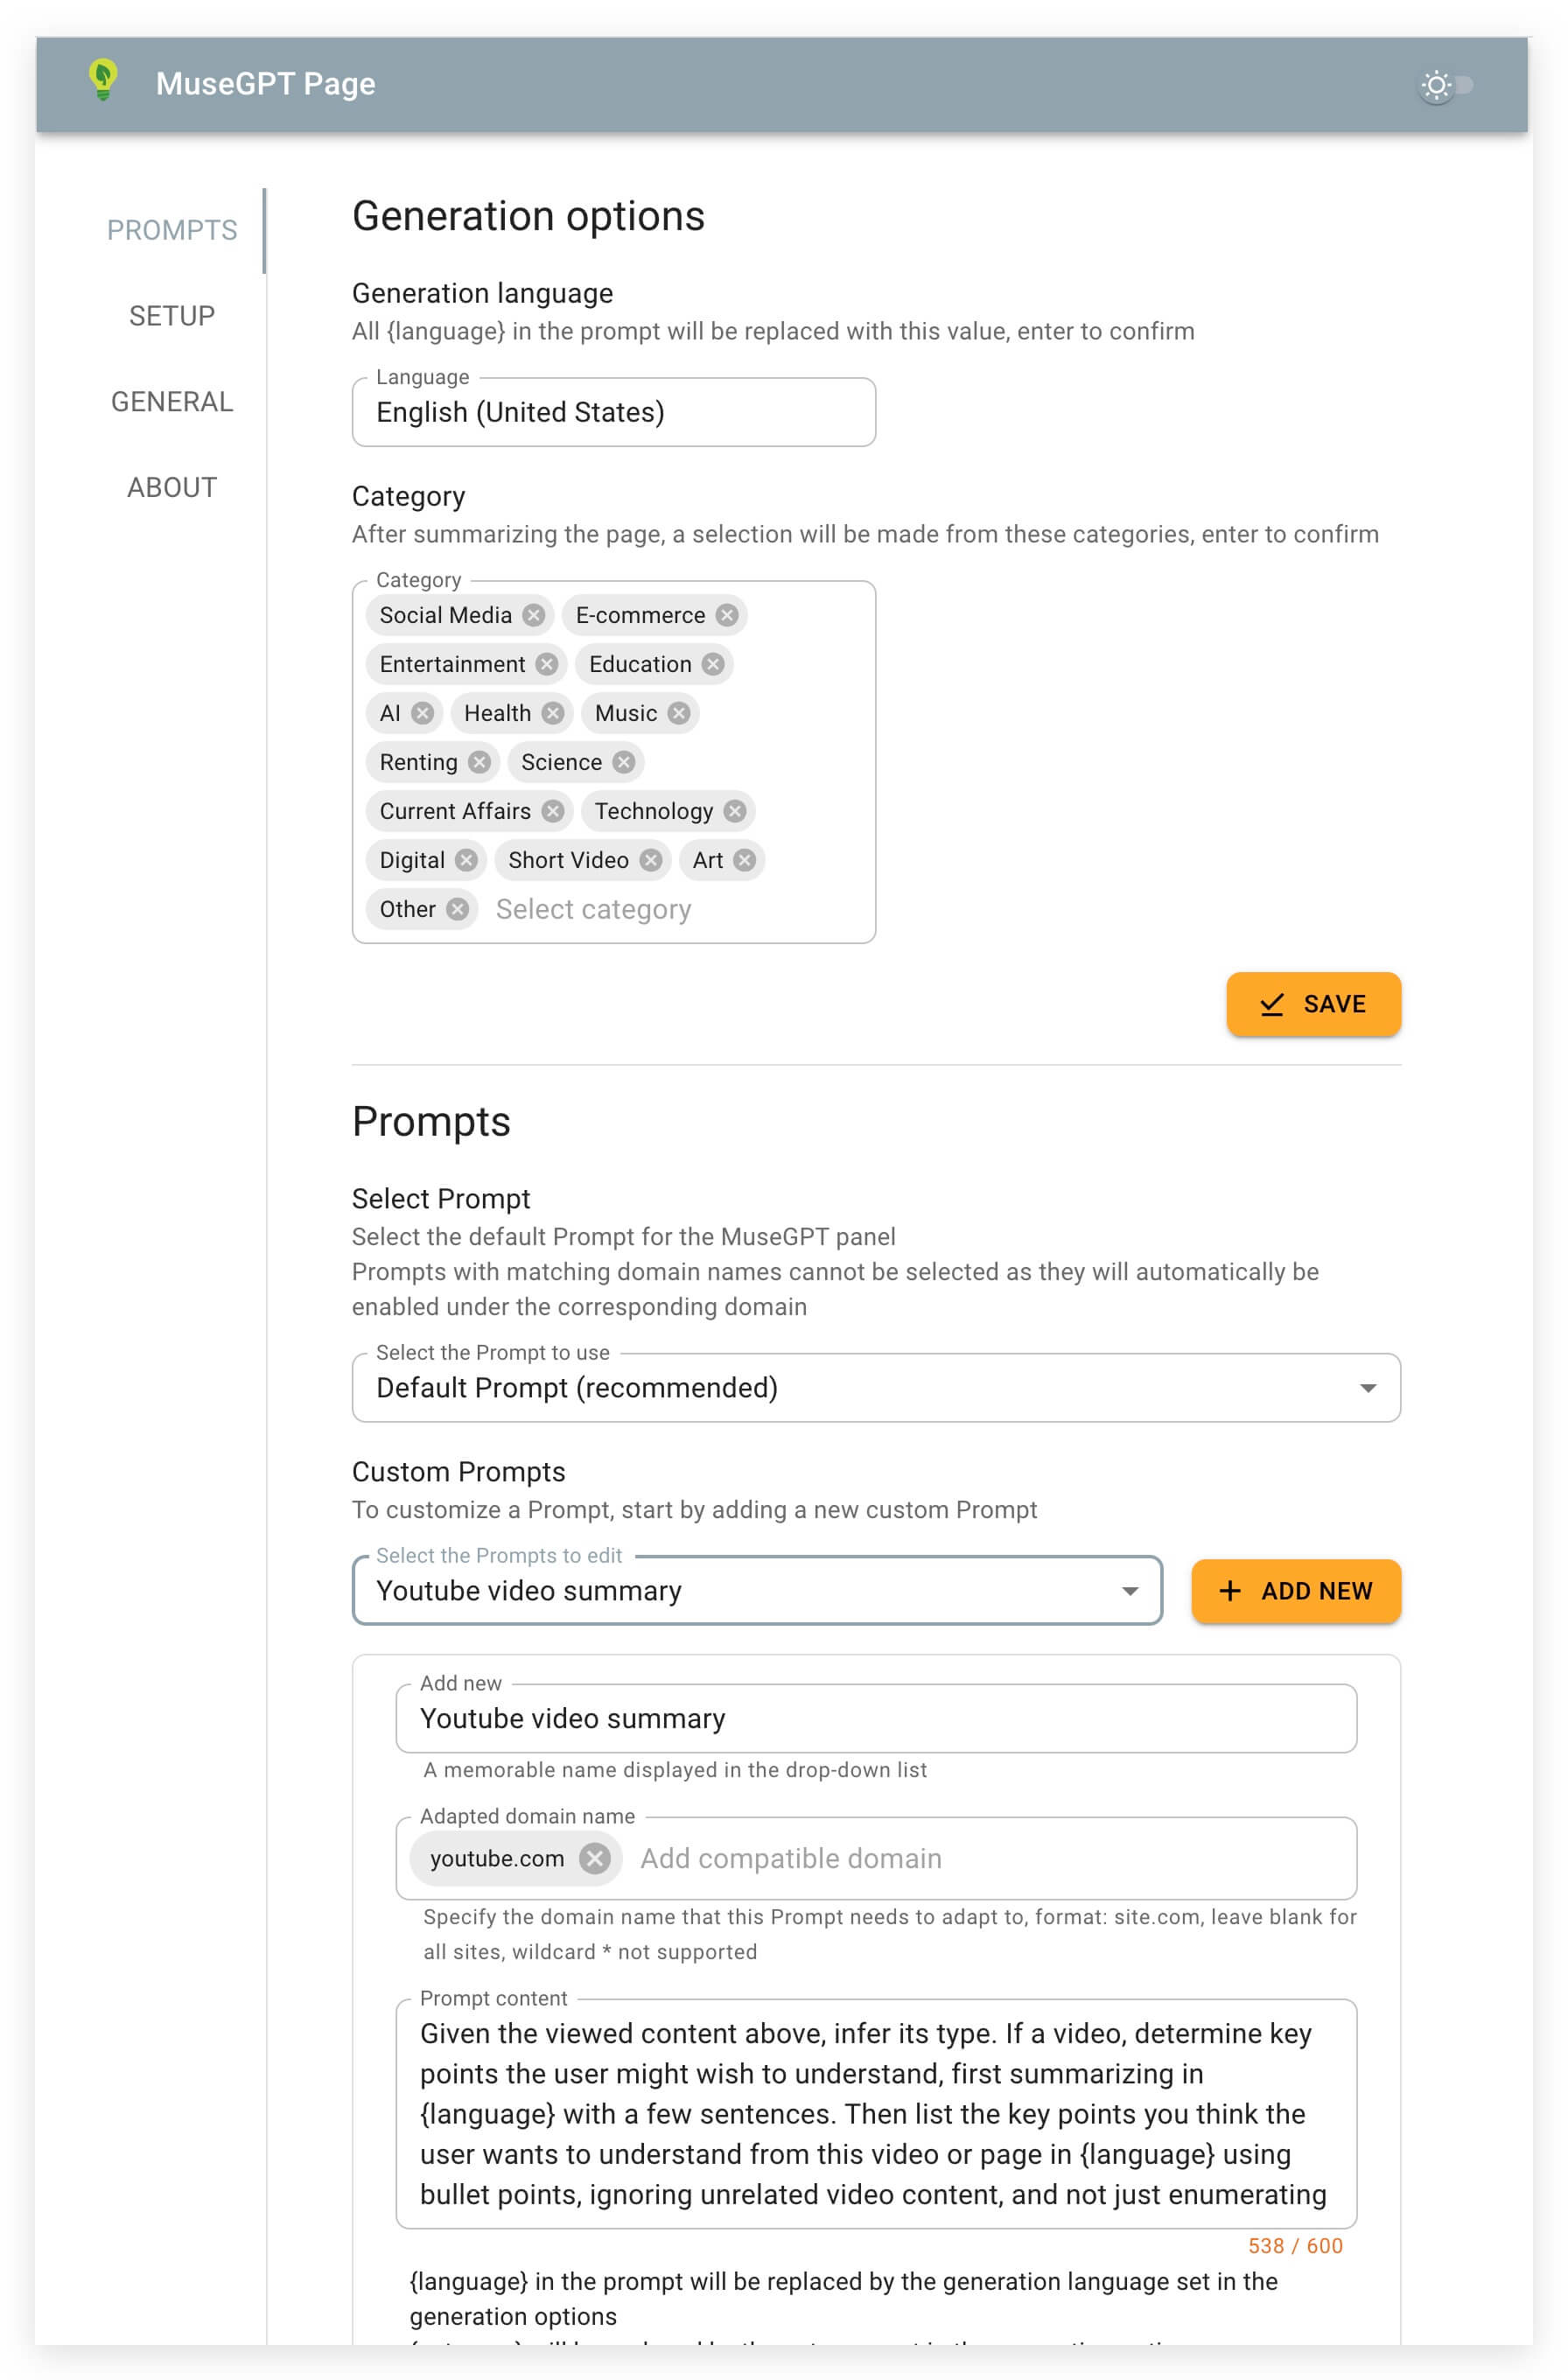 MuseGPT Page
PROMPTS
SETUP
GENERAL
ABOUT
Generation options
Generation language
All {language} in the prompt will be replaced with this value, enter to confirm
Language
English (United States)
Category
After summarizing the page, a selection will be made from these categories, enter to confirm
Category
Social Media E-commerce
Entertainment Education
AI Health Music
Renting Science
Current Affairs Technology
Digital Short Video Art
Other Select category
SAVE
Prompts
Select Prompt
Select the default Prompt for the MuseGPT panel
Prompts with matching domain names cannot be selected as they will automatically be
enabled under the corresponding domain
Select the Prompt to use
Default Prompt (recommended)
Custom Prompts
To customize a Prompt, start by adding a new custom Prompt
Select the Prompts to edit
Youtube video summary
ADD NEW
Add new
Youtube video summary
A memorable name displayed in the drop-down list
Adapted domain name
youtube.com Add compatible domain
Specify the domain name that this Prompt needs to adapt to, format: site.com, leave blank for
all sites, wildcard * not supported
Prompt content
Given the viewed content above, infer its type. If a video, determine key
points the user might wish to understand, first summarizing in
{language} with a few sentences. Then list the key points you think the
user wants to understand from this video or page in {language} using
bullet points, ignoring unrelated video content, and not just enumerating
538 / 600
{language} in the prompt will be replaced by the generation language set in the
generation options